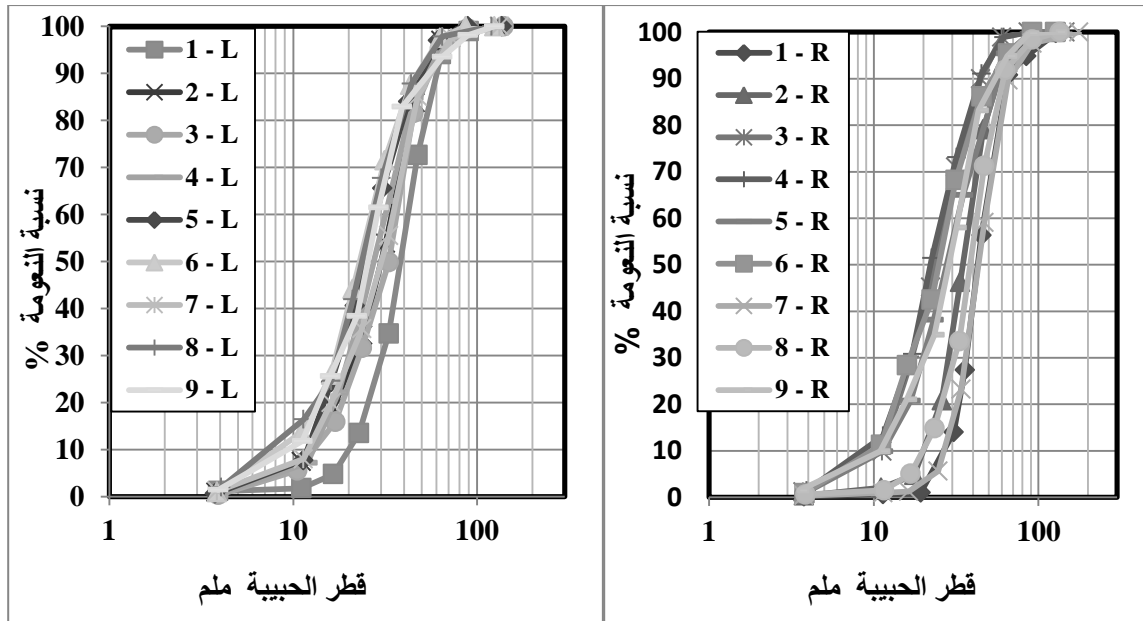 100
90
80
70
60
50
40
30
20
10
0
نسبة النعومة %
1 - L
2 - L
3 - L
4 - L
5 - L
6 - L
7 - L
8 - L
9 - L
1 10 100
قطر الحبيبة ملم
100
90
80
70
60
50
40
30
20
10
0
نسبة النعومة %
1 - R
2 - R
3 - R
4 - R
5 - R
6 - R
7 - R
8 - R
9 - R
1 10 100
قطر الحبيبة ملم